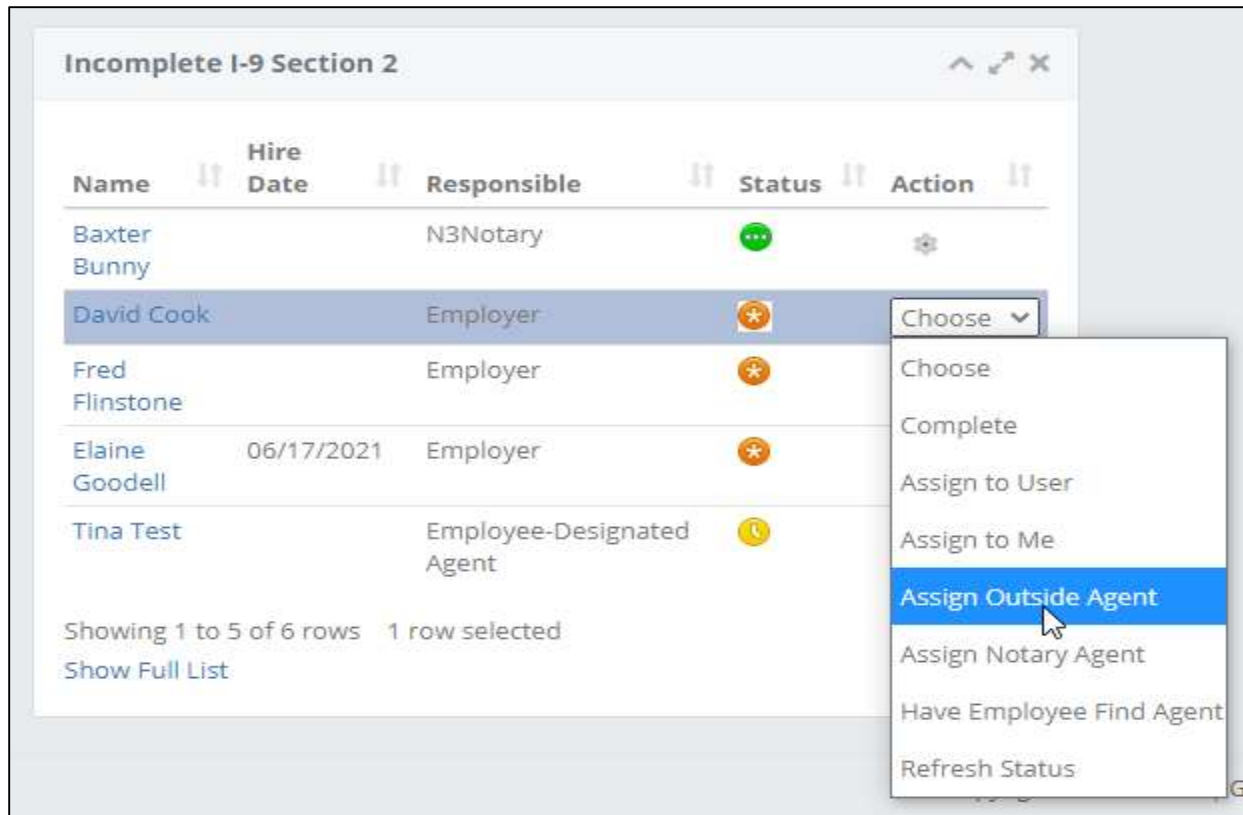 Incomplete I-9 Section 2
Name Hire Date Responsible Status Action
Baxter Bunny N3Notary
David Cook Employer Choose
Fred Flinstone Employer
Elaine Goodell 06/17/2021 Employer
Tina Test Employee-Designated Agent
Choose
Complete
Assign to User
Assign to Me
Assign Outside Agent
Assign Notary Agent
Have Employee Find Agent
Refresh Status
Showing 1 to 5 of 6 rows 1 row selected
Show Full List